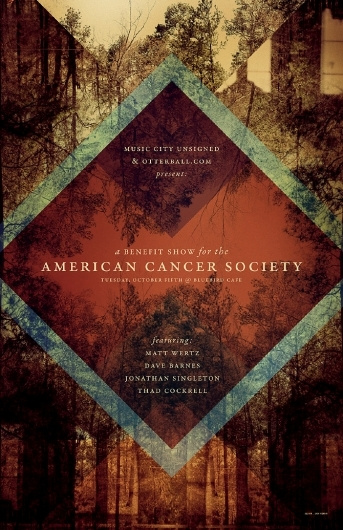 MUSIC CITY UNSIGNED
& OTTERBALL.COM
present:
a BENEFIT SHOW for the
AMERICAN CANCER SOCIETY
TUESDAY, OCTOBER FIFTH @ BLUEBIRD CAFE
featuring:
MATT WERTZ
DAVE BARNES
JONATHAN SINGLETON
THAD COCKRELL